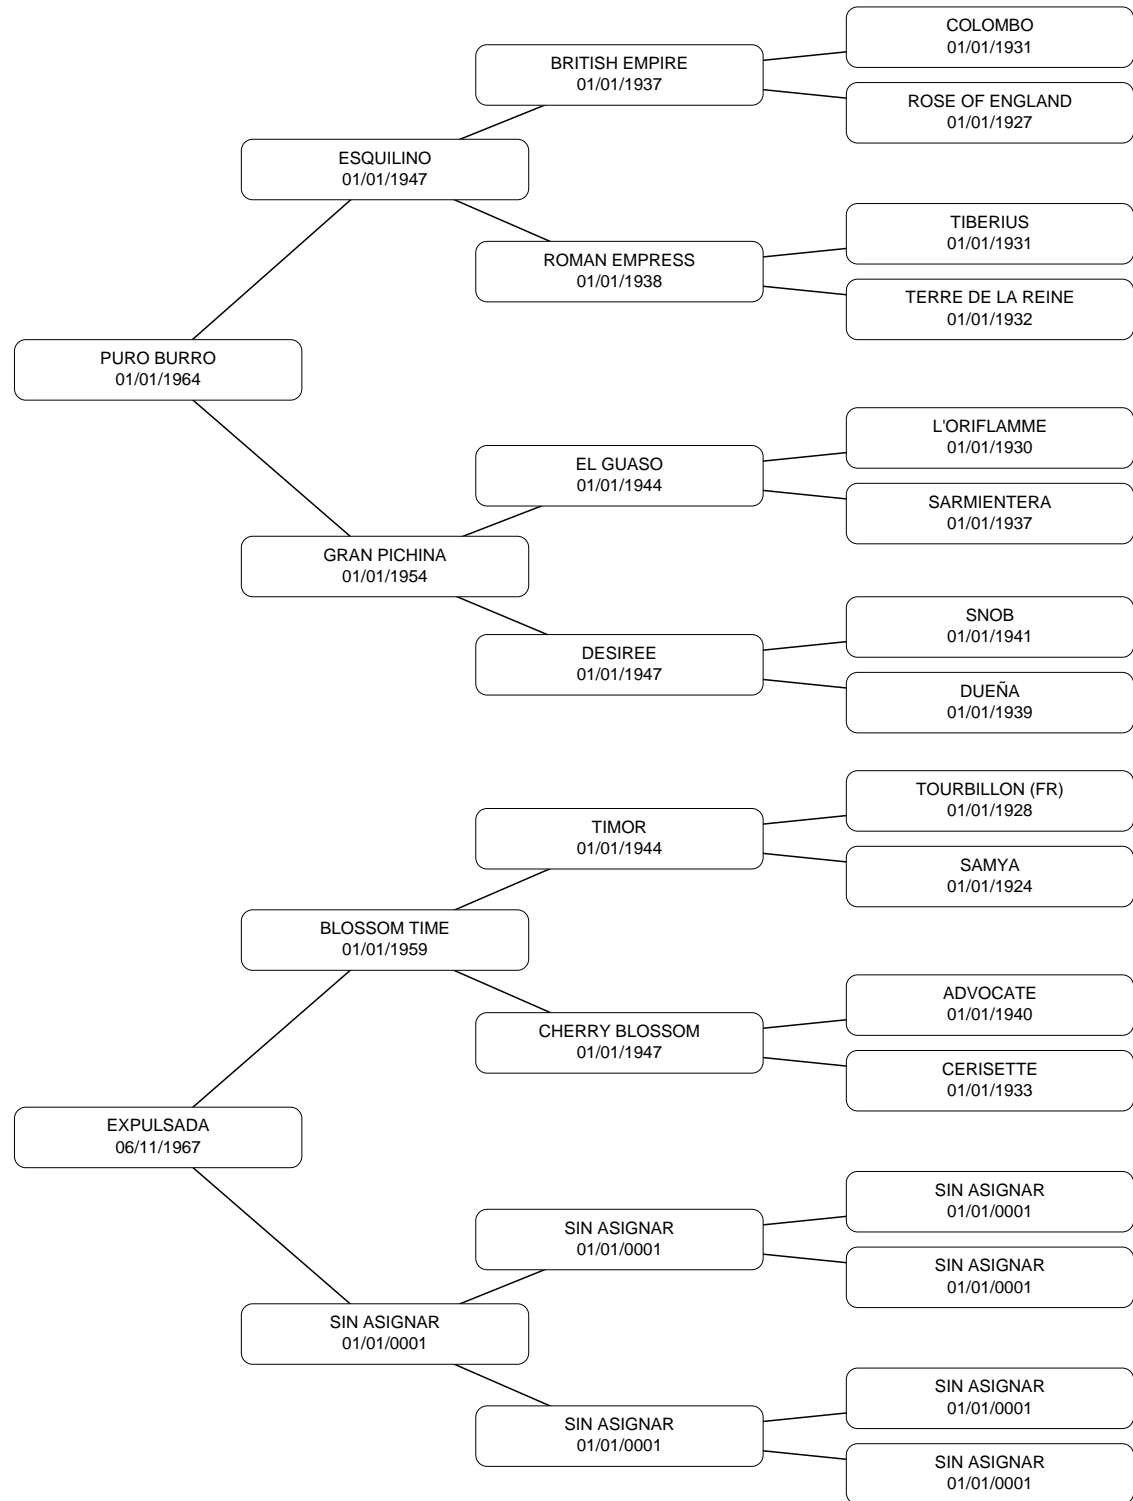 COLOMBO
01/01/1931
BRITISH EMPIRE
01/01/1937
ROSE OF ENGLAND
01/01/1927
ESQUILINO
01/01/1947
TIBERIUS
01/01/1931
ROMAN EMPRESS
01/01/1938
TERRE DE LA REINE
01/01/1932
PURO BURRO
01/01/1964
L'ORIFLAMME
01/01/1930
EL GUASO
01/01/1944
SARMIENTERA
01/01/1937
GRAN PICHINA
01/01/1954
SNOB
01/01/1941
DESIREE
01/01/1947
DUEÑA
01/01/1939
TOURBILLON (FR)
01/01/1928
TIMOR
01/01/1944
SAMYA
01/01/1924
BLOSSOM TIME
01/01/1959
ADVOCATE
01/01/1940
CHERRY BLOSSOM
01/01/1947
CERISETTE
01/01/1933
EXPULSADA
06/11/1967
SIN ASIGNAR
01/01/0001
SIN ASIGNAR
01/01/0001
SIN ASIGNAR
01/01/0001
SIN ASIGNAR
01/01/0001
SIN ASIGNAR
01/01/0001
SIN ASIGNAR
01/01/0001
SIN ASIGNAR
01/01/0001